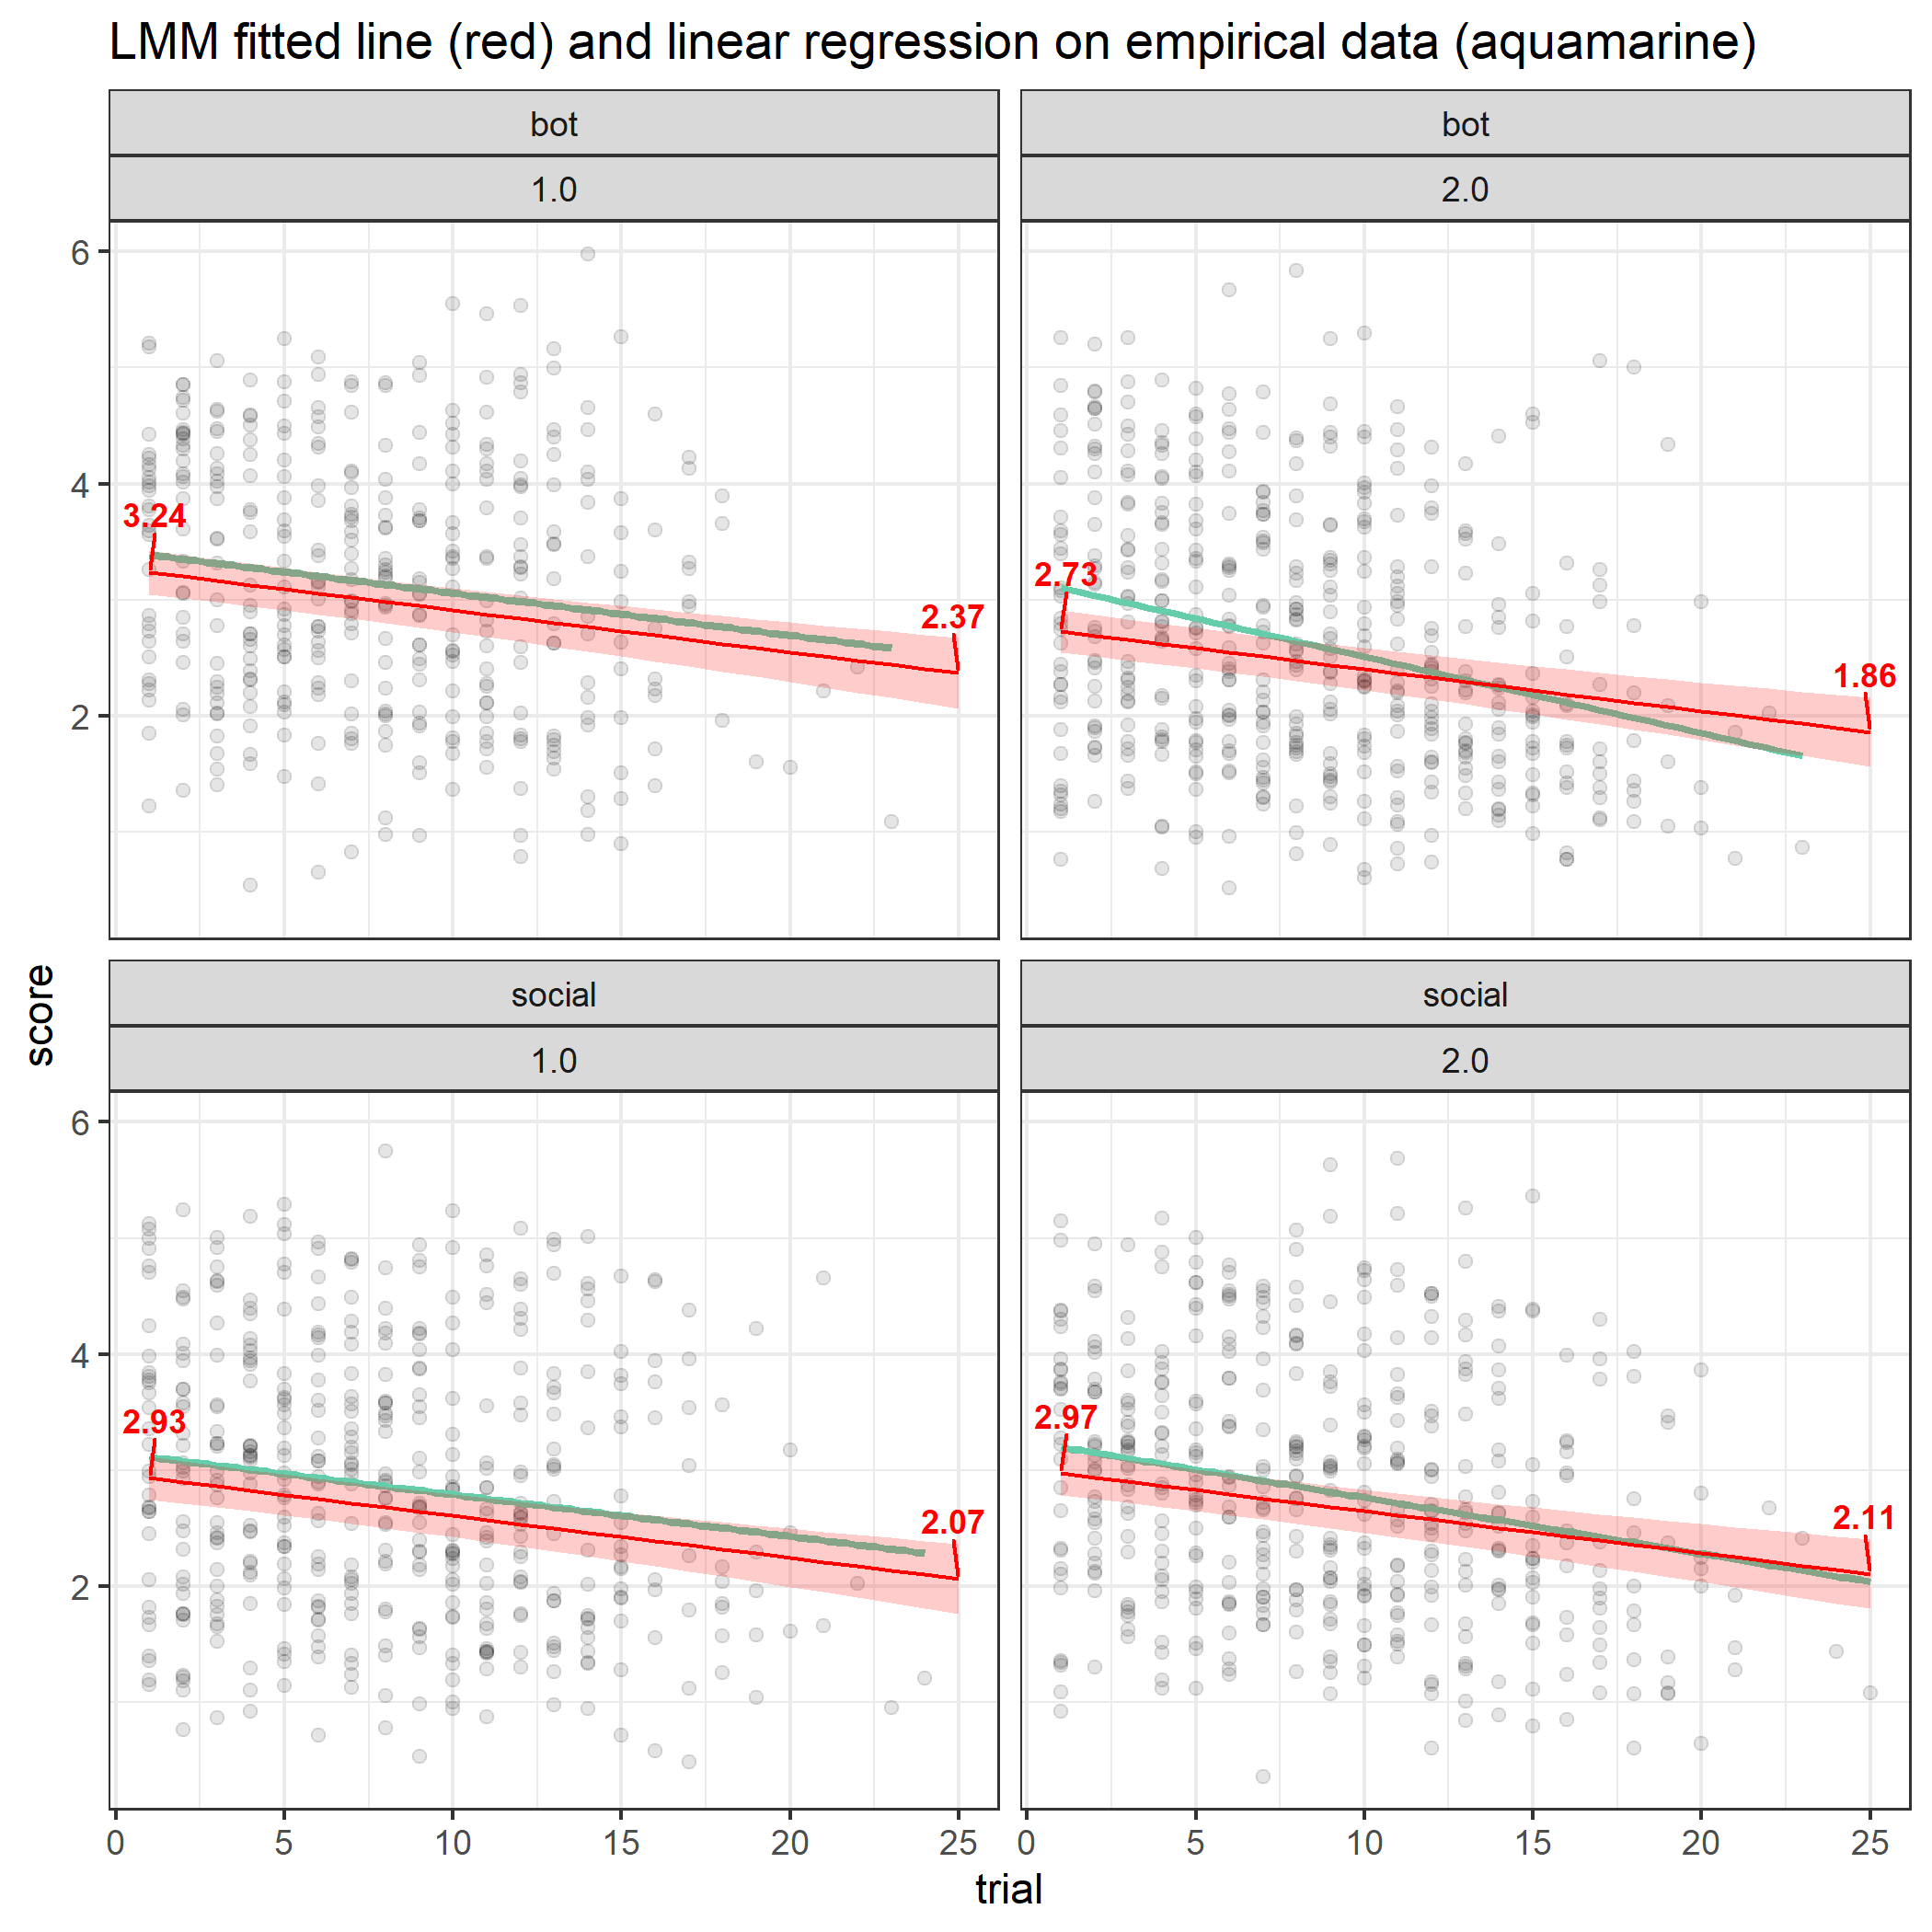 LMM fitted line (red) and linear regression on empirical data (aquamarine)
bot
1.0
bot
2.0
6
4
2
3.24
2.37
2.73
1.86
score
social
1.0
social
2.0
6
4
2
2.93
2.07
2.97
2.11
0 5 10 15 20 25
0 5 10 15 20 25
trial